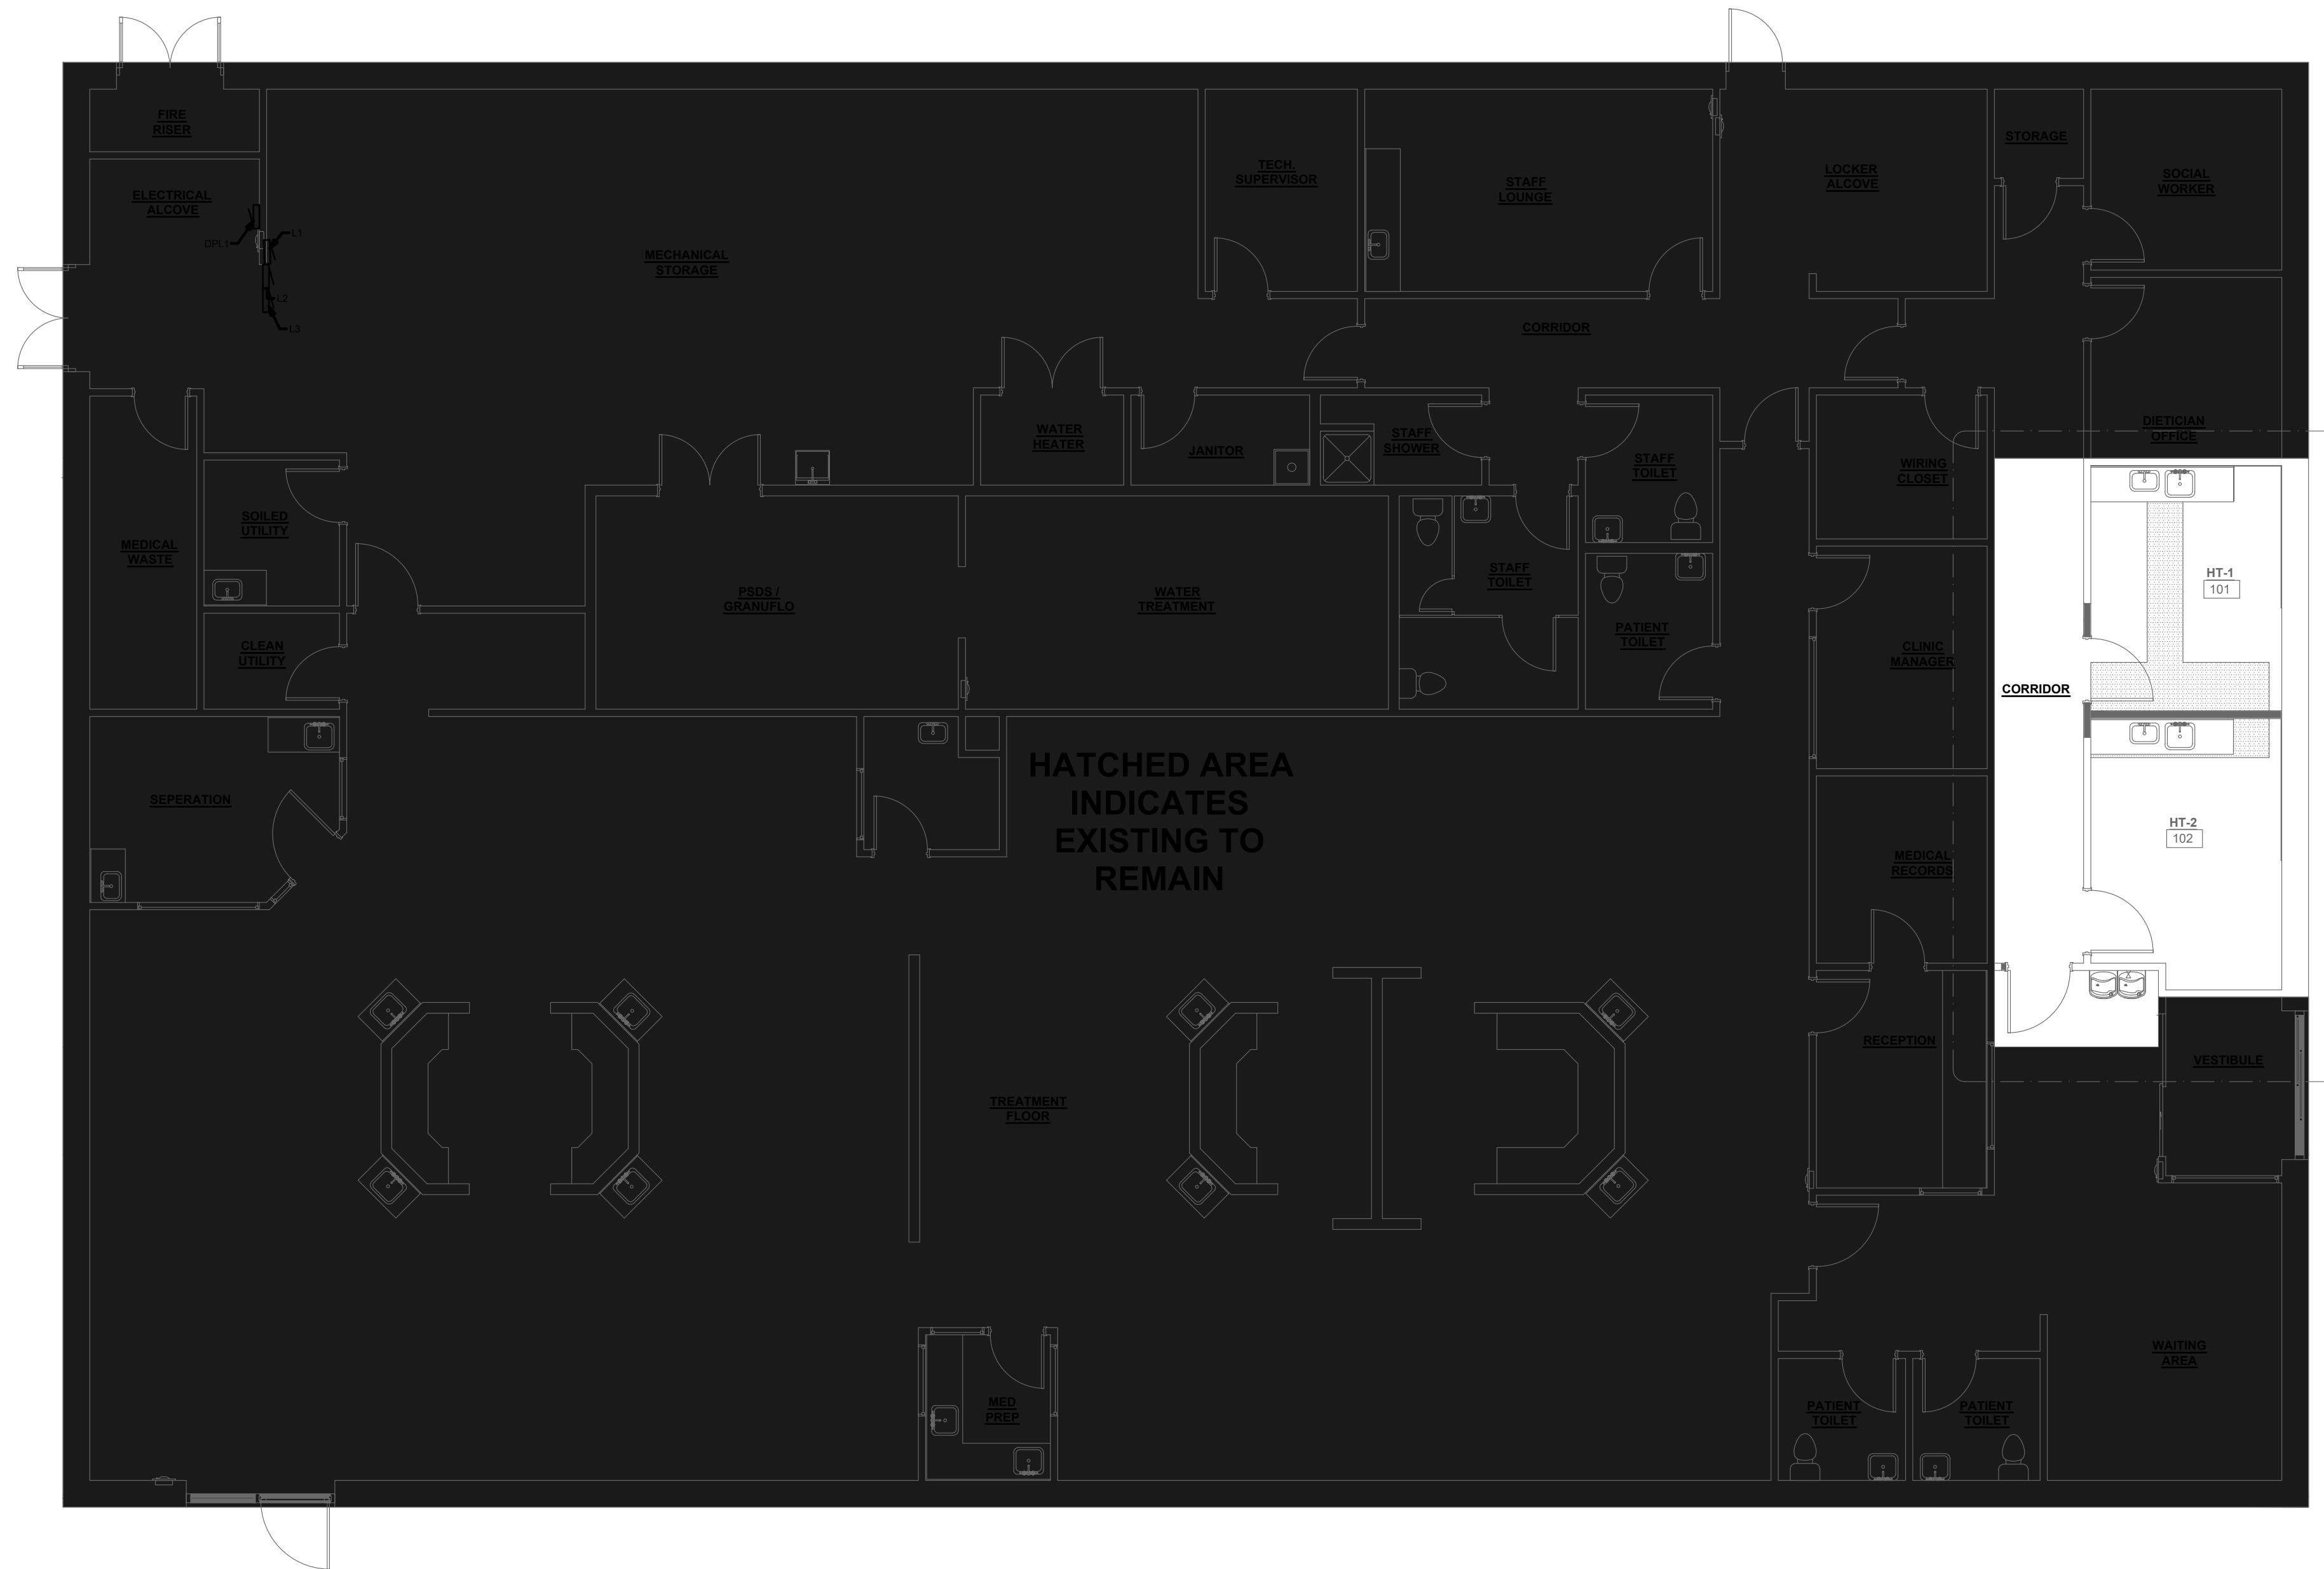 FIRE
RISER
ELECTRICAL
ALCOVE
DPL1
L1
L2
L3
MECHANICAL
STORAGE
TECH.
SUPERVISOR
STAFF
LOUNGE
LOCKER
ALCOVE
STORAGE
SOCIAL
WORKER
CORRIDOR
DIETICIAN
OFFICE
WATER
HEATER
JANITOR
STAFF
SHOWER
STAFF
TOILET
WIRING
CLOSET
MEDICAL
WASTE
SOILED
UTILITY
CLEAN
UTILITY
PSDS /
GRANUFLO
WATER
TREATMENT
STAFF
TOILET
PATIENT
TOILET
CLINIC
MANAGER
CORRIDOR
HT-1
101
HT-2
102
SEPERATION
HATCHED AREA
INDICATES
EXISTING TO
REMAIN
MEDICAL
RECORDS
TREATMENT
FLOOR
RECEPTION
VESTIBULE
MED
PREP
PATIENT
TOILET
PATIENT
TOILET
WAITING
AREA